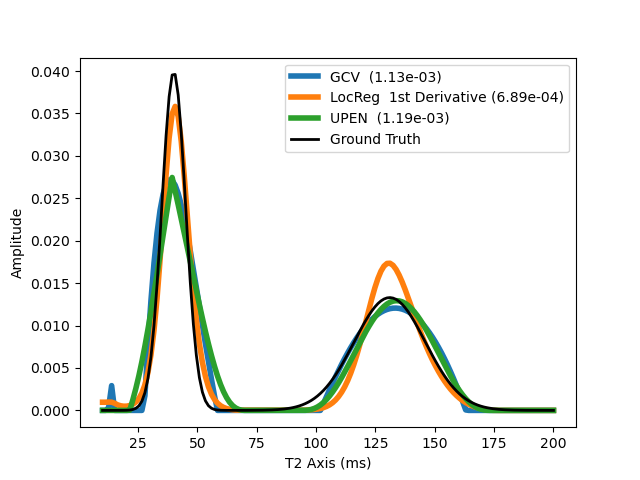 GCV  (1.13e-03)
LocReg  1st Derivative (6.89e-04)
UPEN  (1.19e-03)
Ground Truth
0.040
0.035
0.030
0.025
0.020
0.015
0.010
0.005
0.000
Amplitude
25 50 75 100 125 150 175 200
T2 Axis (ms)